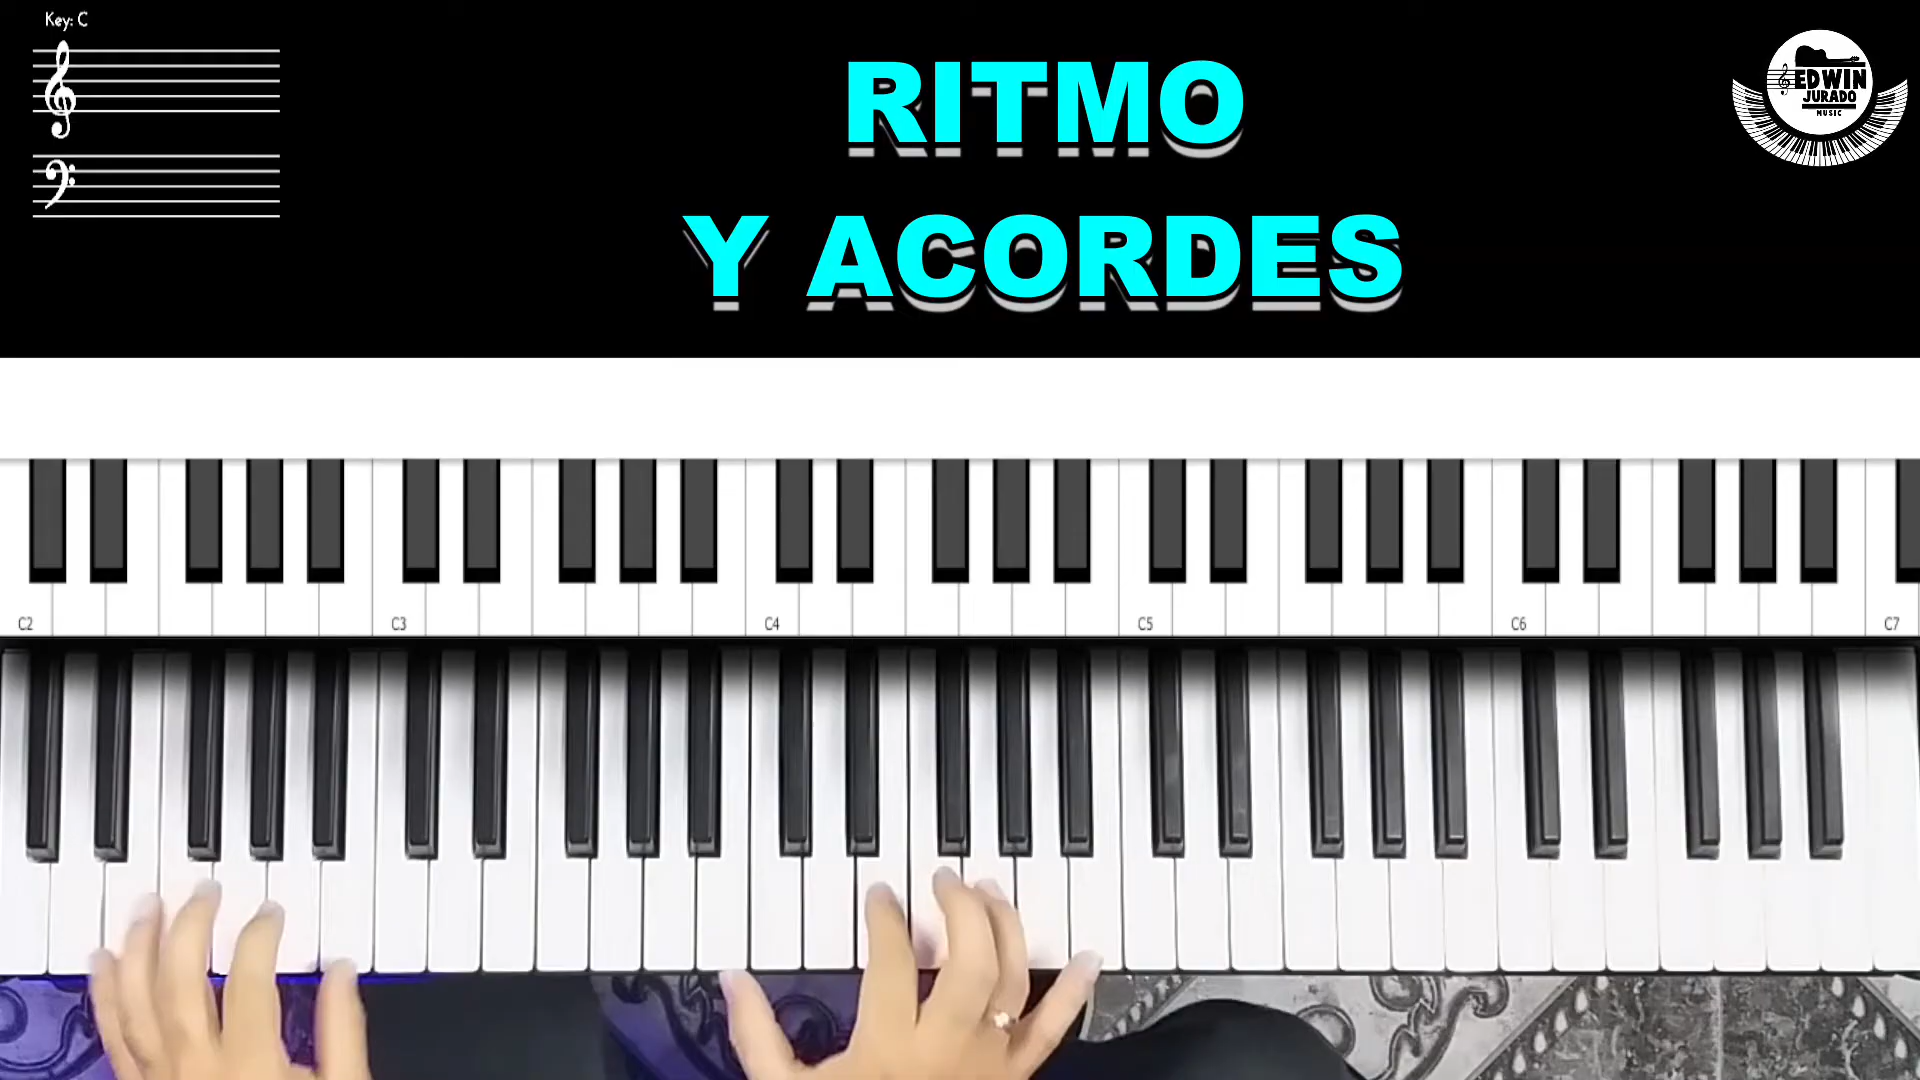 Key: C
RITMO
Y ACORDES
EDWIN
JURADO
MUSIC
C2
C3
C4
C5
C6
C7